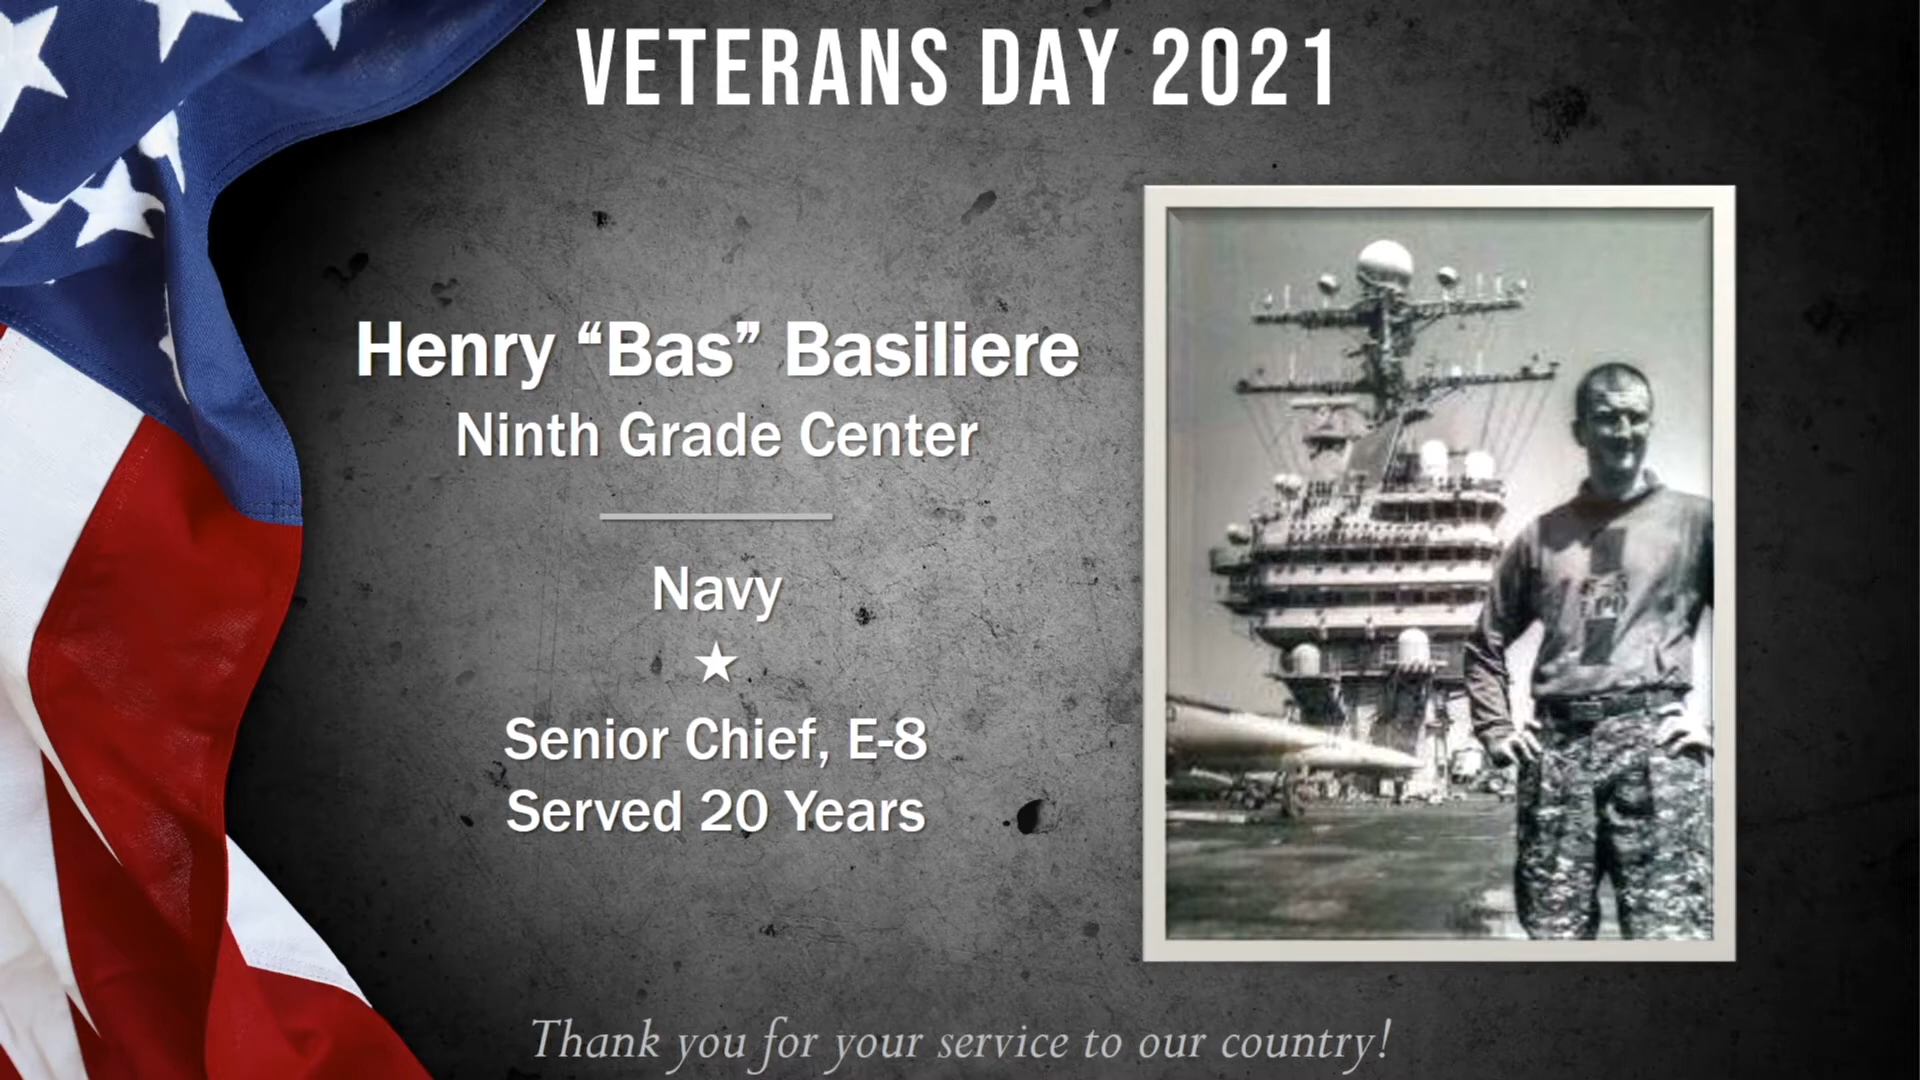 VETERANS DAY 2021
Henry “Bas” Basiliere
Ninth Grade Center
Navy
Senior Chief, E-8
Served 20 Years
Thank you for your service to our country!